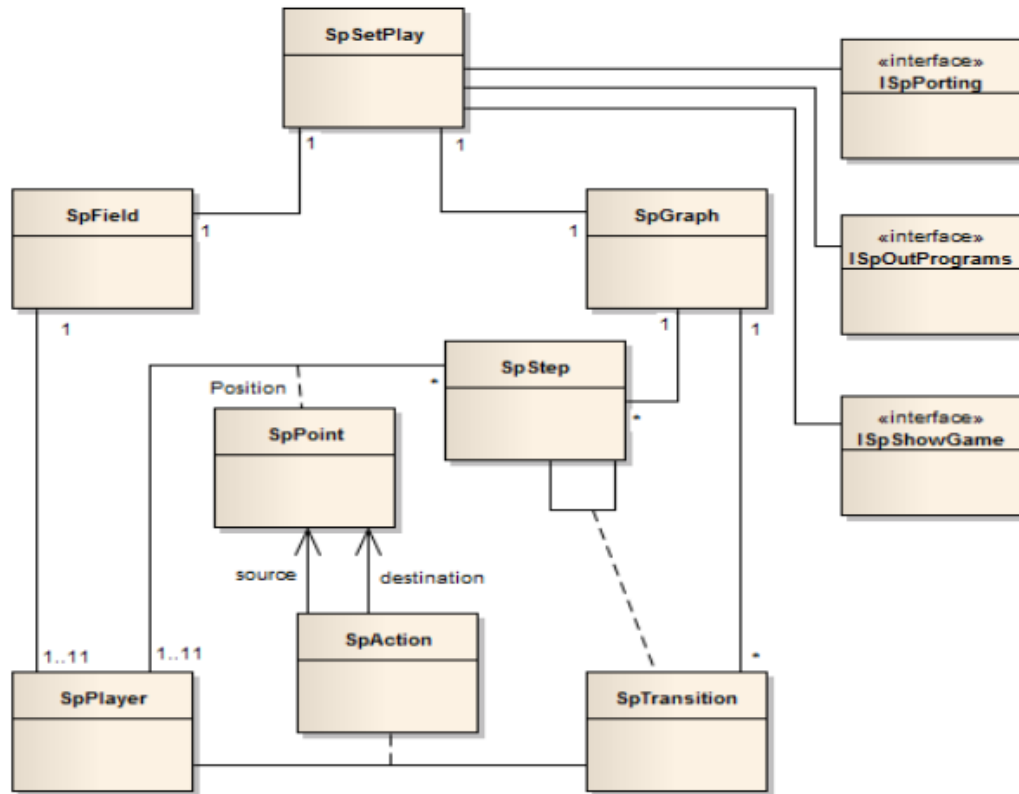 SpSetPlay
«interface»
ISpPorting
1
1
SpField
SpGraph
1
1
«interface»
ISpOutPrograms
1
1
1
SpStep
*
Position
SpPoint
*
«interface»
ISpShowGame
source
destination
SpAction
1..11
1..11
*
SpPlayer
SpTransition